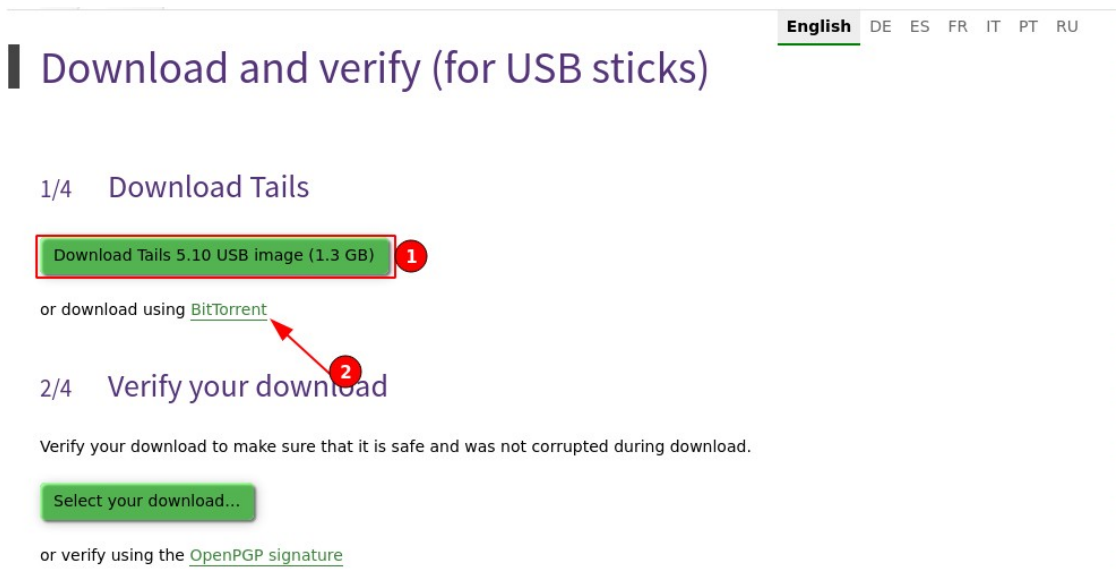 English DE ES FR IT PT RU
Download and verify (for USB sticks)
1/4 Download Tails
Download Tails 5.10 USB image (1.3 GB) 1
or download using BitTorrent
2
2/4 Verify your download
Verify your download to make sure that it is safe and was not corrupted during download.
Select your download...
or verify using the OpenPGP signature